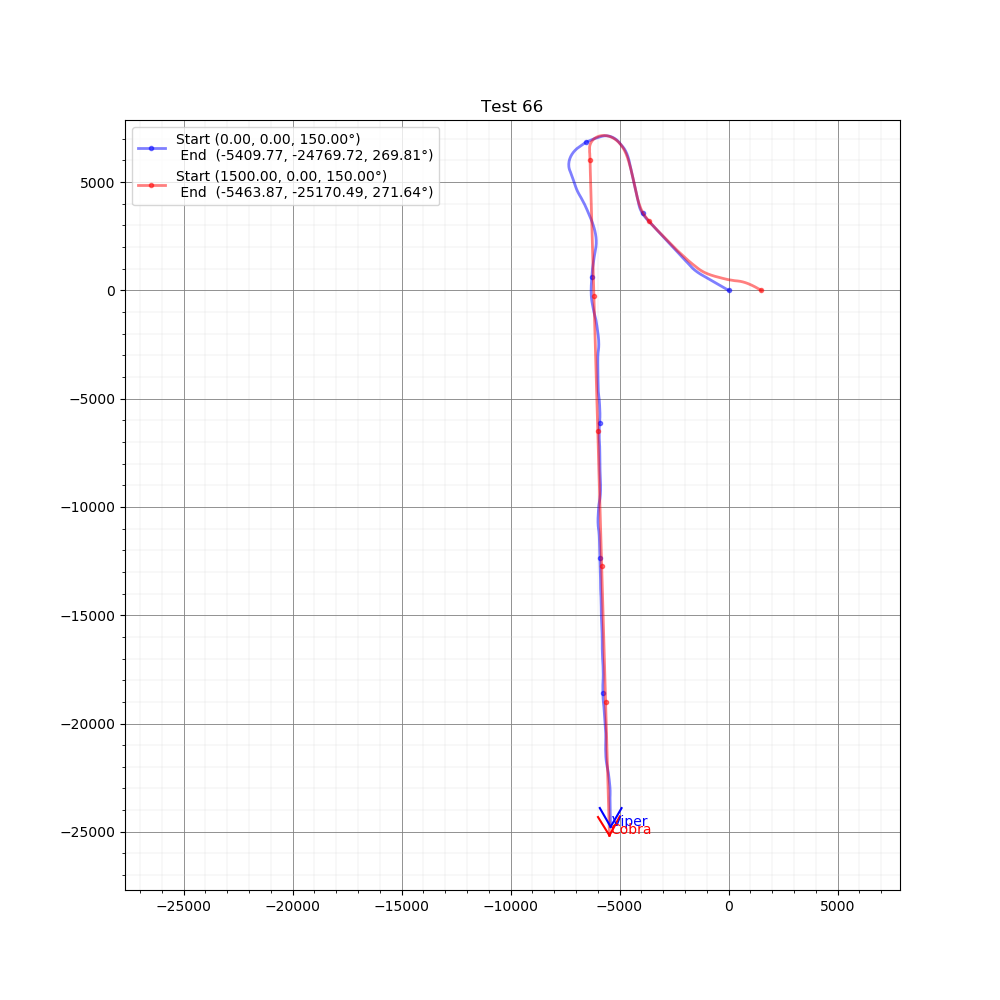 Test 66
Start (0.00, 0.00, 150.00°)
End (-5409.77, -24769.72, 269.81°)
Start (1500.00, 0.00, 150.00°)
End (-5463.87, -25170.49, 271.64°)
5000
0
−5000
−10000
−15000
−20000
−25000
Viper
Cobra
−25000 −20000 −15000 −10000 −5000 0 5000